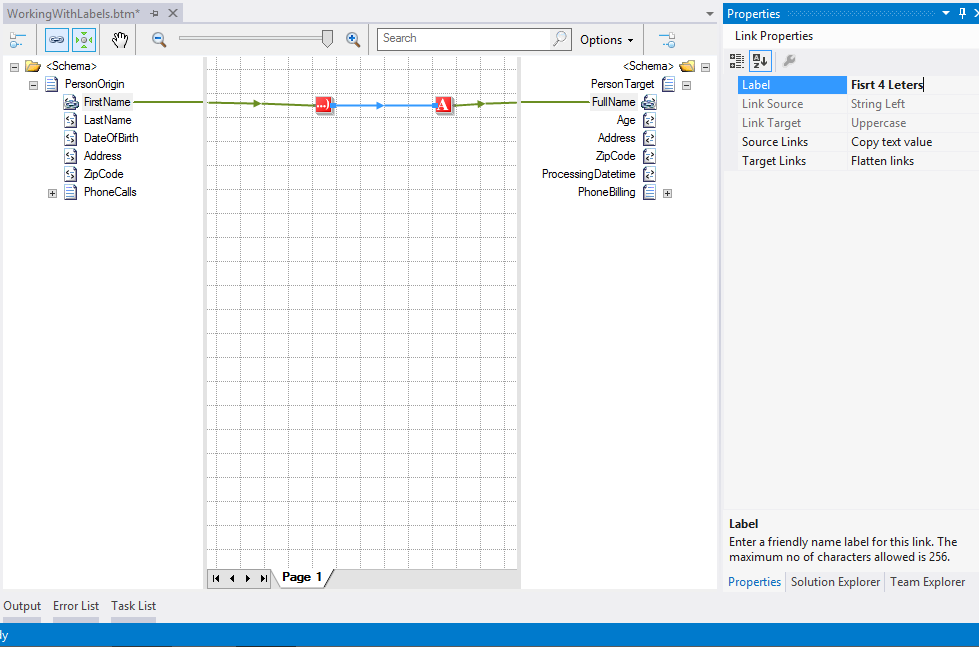 WorkingWithLabels.btm*
Search
Options
<Schema>
PersonOrigin
FirstName
LastName
DateOfBirth
Address
ZipCode
PhoneCalls
<Schema>
PersonTarget
FullName
Age
Address
ZipCode
ProcessingDatetime
PhoneBilling
Page 1
Properties
Link Properties
Label Fisrt 4 Leters
Link Source String Left
Link Target Uppercase
Source Links Copy text value
Target Links Flatten links
Label
Enter a friendly name label for this link. The
maximum no of characters allowed is 256.
Properties Solution Explorer Team Explorer
Output Error List Task List